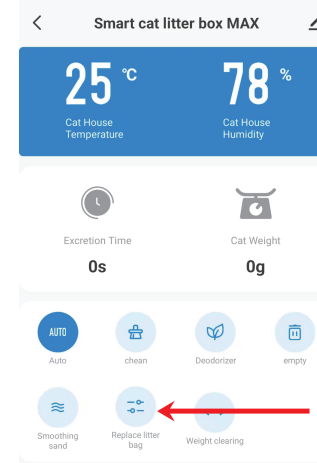 Smart cat litter box MAX
25 °C
78 %
Cat House
Temperature
Cat House
Humidity
Excretion Time
Cat Weight
0s
0g
AUTO
Auto
chean
Deodorizer
empty
Smoothing
sand
Replace litter
bag
Weight clearing